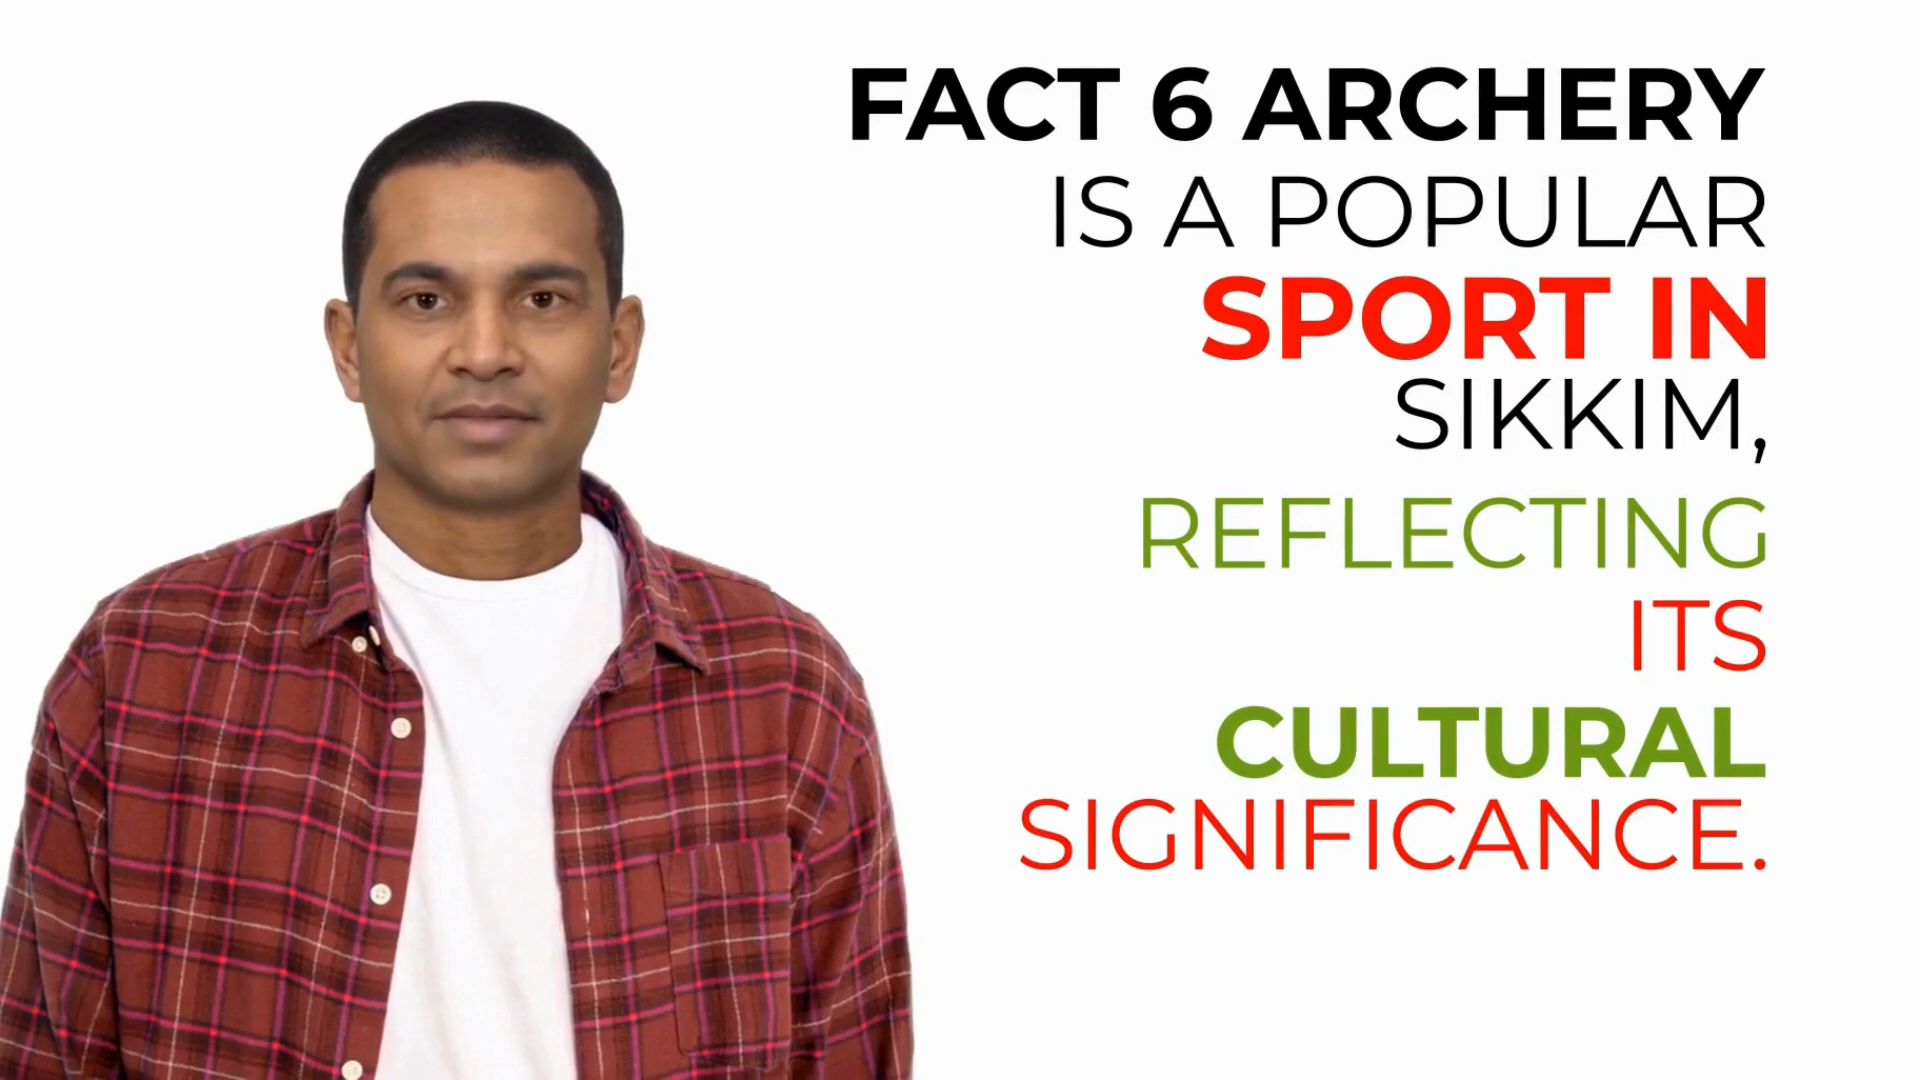 FACT 6 ARCHERY
IS A POPULAR
SPORT IN
SIKKIM,
REFLECTING
ITS
CULTURAL
SIGNIFICANCE.